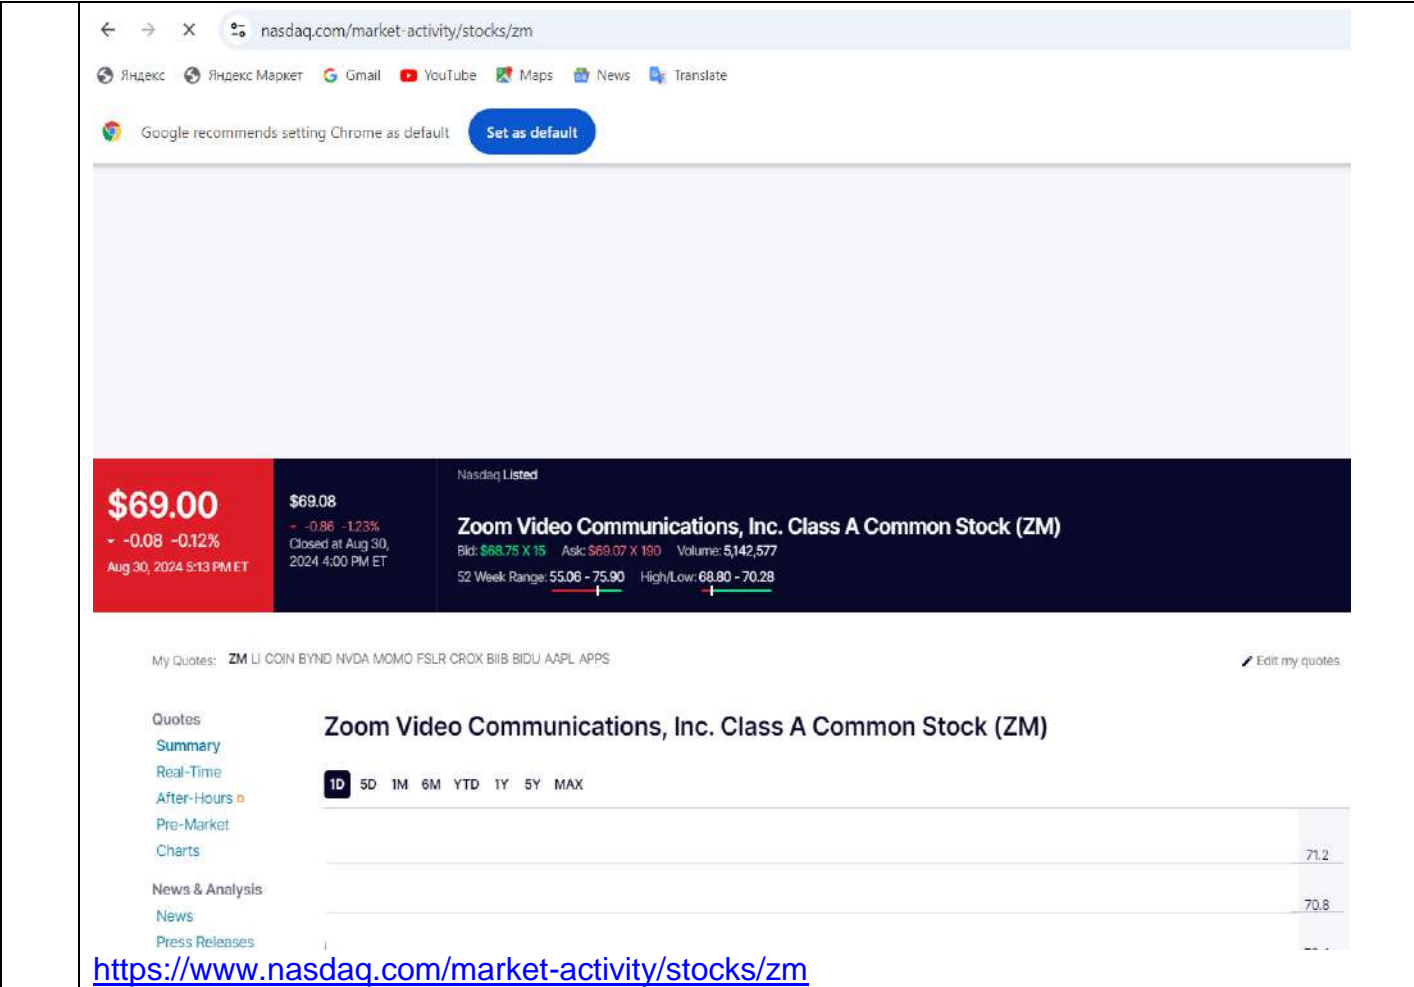 nasdaq.com/market-activity/stocks/zm
Яндекс Яндекс Маркет Gmail YouTube Maps News Translate
Google recommends setting Chrome as default Set as default
$69.00
-0.08 -0.12%
Aug 30, 2024 5:13 PM ET
$69.08
-0.86 -1.23%
Closed at Aug 30,
2024 4:00 PM ET
Nasdaq Listed
Zoom Video Communications, Inc. Class A Common Stock (ZM)
Bid: $68.75 X 15 Ask: $69.07 X 190 Volume: 5,142,577
52 Week Range: 55.06 - 75.90 High/Low: 68.80 - 70.28
My Quotes: ZM LI COIN BYND NVDA MOMO FSLR CROX BIIB BIDU AAPL APPS
Edit my quotes
Quotes
Summary
Real-Time
After-Hours
Pre-Market
Charts
News & Analysis
News
Press Releases
Zoom Video Communications, Inc. Class A Common Stock (ZM)
1D 5D 1M 6M YTD 1Y 5Y MAX
71.2
70.8
https://www.nasdaq.com/market-activity/stocks/zm